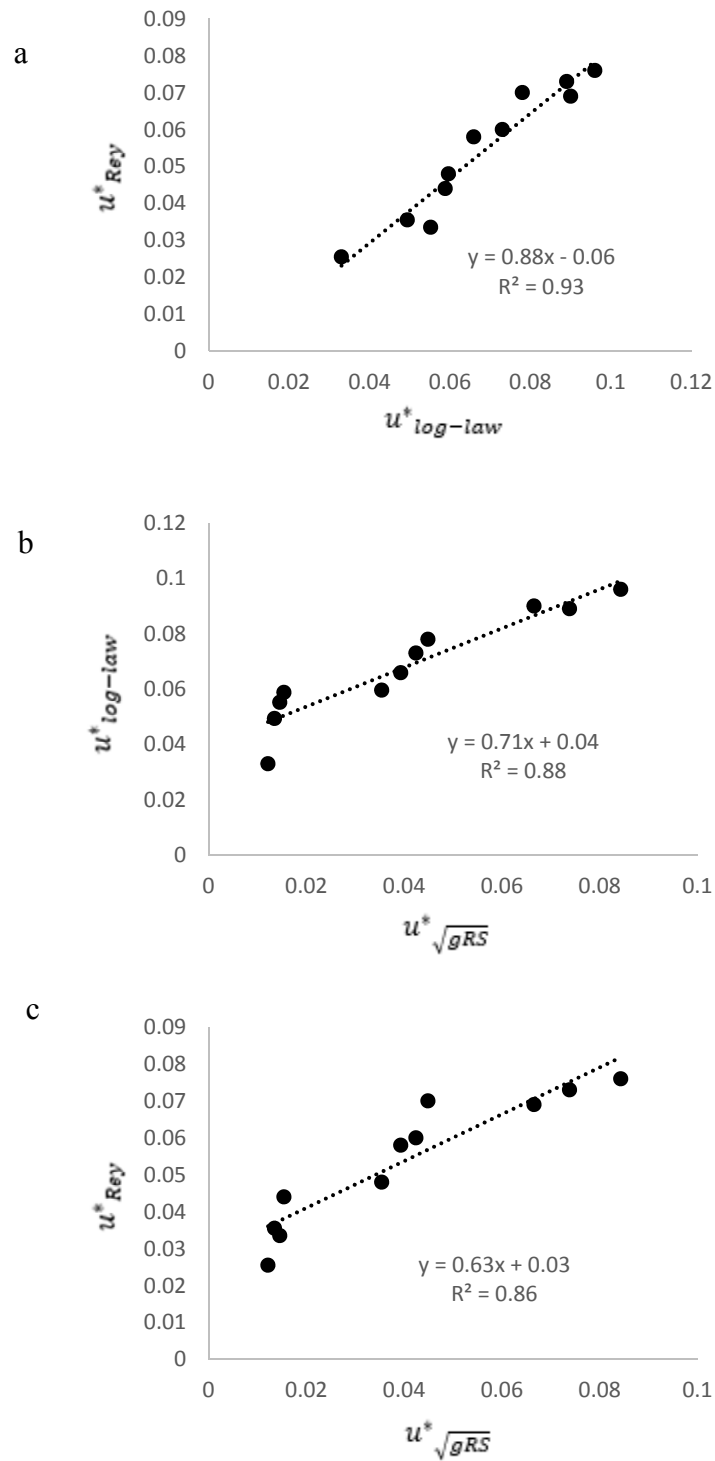 a
0.09
0.08
0.07
0.06
0.05
0.04
0.03
0.02
0.01
0
u*Rey
y = 0.88x - 0.06
R² = 0.93
0 0.02 0.04 0.06 0.08 0.1 0.12
u*log−law
b
0.12
0.1
0.08
0.06
0.04
0.02
0
u*log−law
y = 0.71x + 0.04
R² = 0.88
0 0.02 0.04 0.06 0.08 0.1
u*√gRS
c
0.09
0.08
0.07
0.06
0.05
0.04
0.03
0.02
0.01
0
u*Rey
y = 0.63x + 0.03
R² = 0.86
0 0.02 0.04 0.06 0.08 0.1
u*√gRS